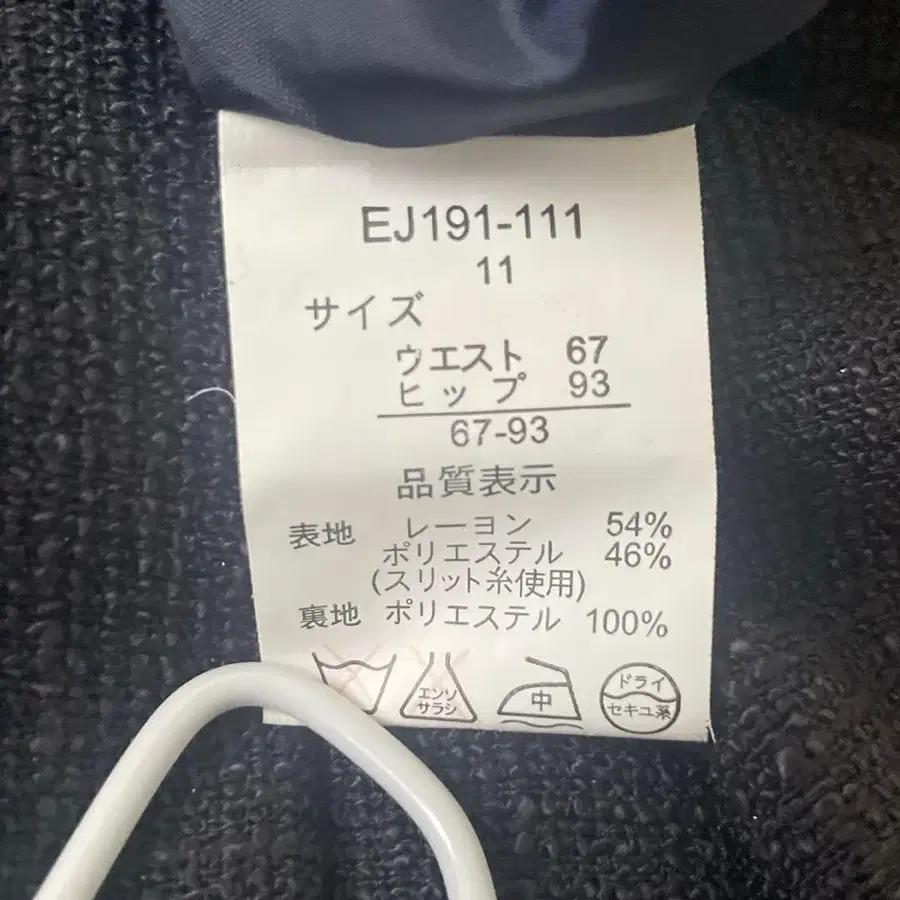 EJ191-111
11
サイズ
ウエスト 67
ヒップ 93
67-93
品質表示
表地 レーヨン 54%
ポリエステル 46%
(スリット糸使用)
裏地 ポリエステル 100%
エンソ
サラシ
中
ドライ
セキユ系